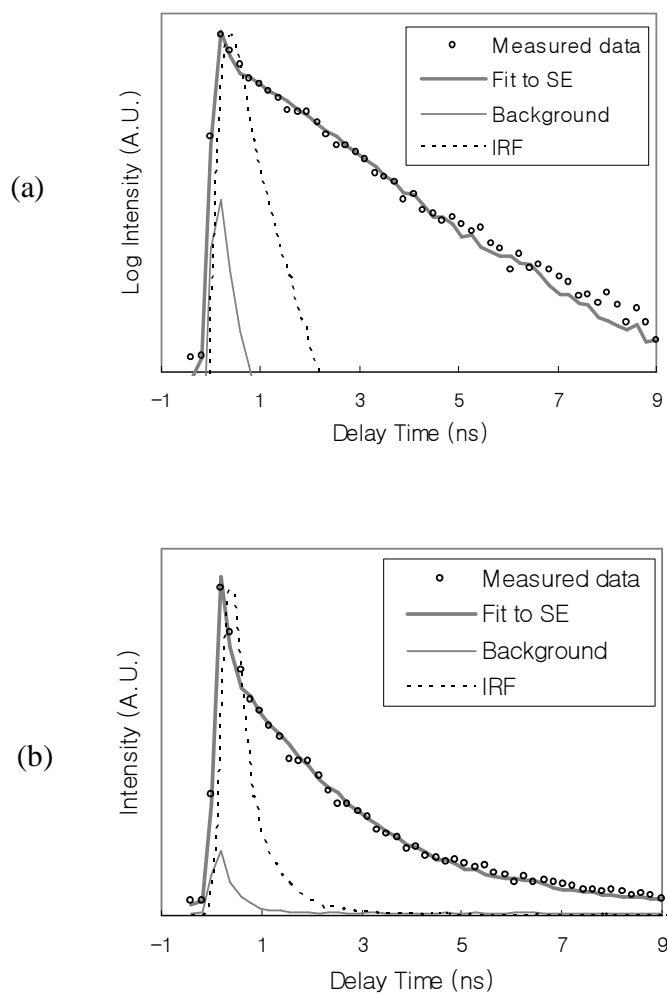 (a)
Log Intensity (A.U.)
Measured data
Fit to SE
Background
IRF
−1 1 3 5 7 9
Delay Time (ns)
(b)
Intensity (A.U.)
Measured data
Fit to SE
Background
IRF
−1 1 3 5 7 9
Delay Time (ns)